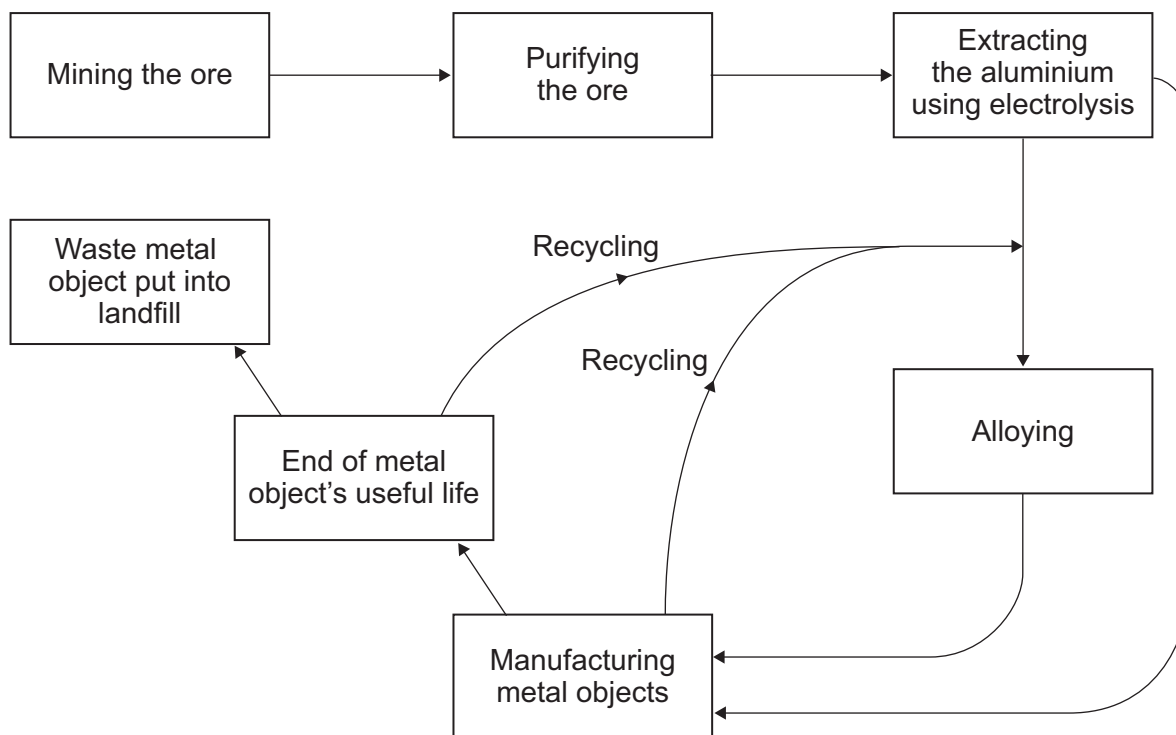 Mining the ore
Purifying
the ore
Extracting
the aluminium
using electrolysis
Waste metal
object put into
landfill
Recycling
Recycling
Alloying
End of metal
object’s useful life
Manufacturing
metal objects